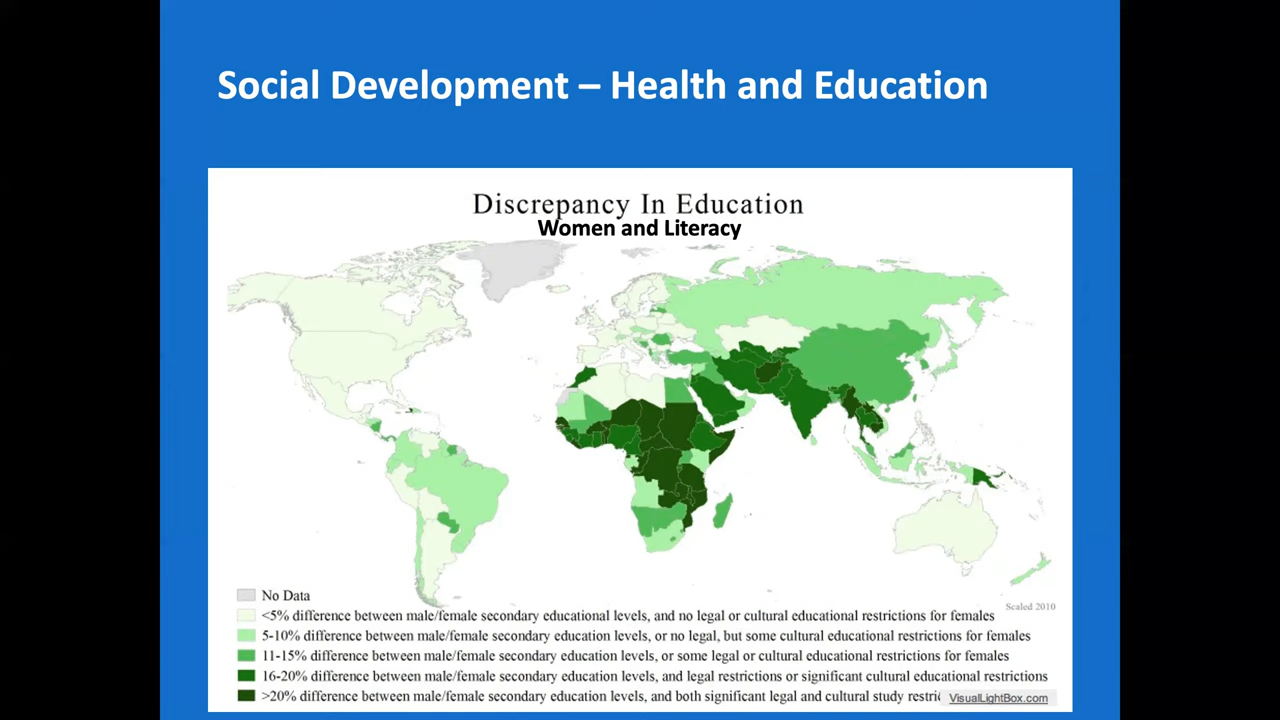 Social Development – Health and Education
Discrepancy In Education
Women and Literacy
Scaled 2010
No Data
<5% difference between male/female secondary educational levels, and no legal or cultural educational restrictions for females
5-10% difference between male/female secondary education levels, or no legal, but some cultural educational restrictions for females
11-15% difference between male/female secondary education levels, or some legal or cultural educational restrictions for females
16-20% difference between male/female secondary education levels, and legal restrictions or significant cultural educational restrictions
>20% difference between male/female secondary education levels, and both significant legal and cultural study
VisualLightBox.com